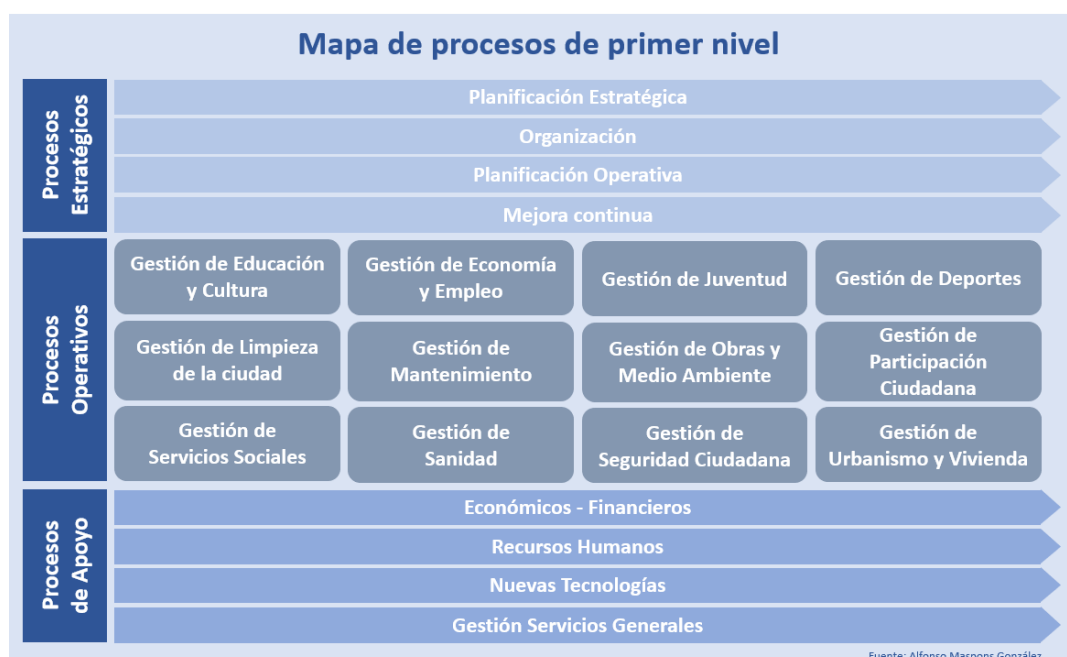 Mapa de procesos de primer nivel
Procesos
Estratégicos
Planificación Estratégica
Organización
Planificación Operativa
Mejora continua
Procesos
Operativos
Gestión de Educación
y Cultura
Gestión de Economía
y Empleo
Gestión de Juventud
Gestión de Deportes
Gestión de Limpieza
de la ciudad
Gestión de
Mantenimiento
Gestión de Obras y
Medio Ambiente
Gestión de
Participación
Ciudadana
Gestión de
Servicios Sociales
Gestión de
Sanidad
Gestión de
Seguridad Ciudadana
Gestión de
Urbanismo y Vivienda
Procesos
de Apoyo
Económicos - Financieros
Recursos Humanos
Nuevas Tecnologías
Gestión Servicios Generales
Fuente: Alfonso Maspons González